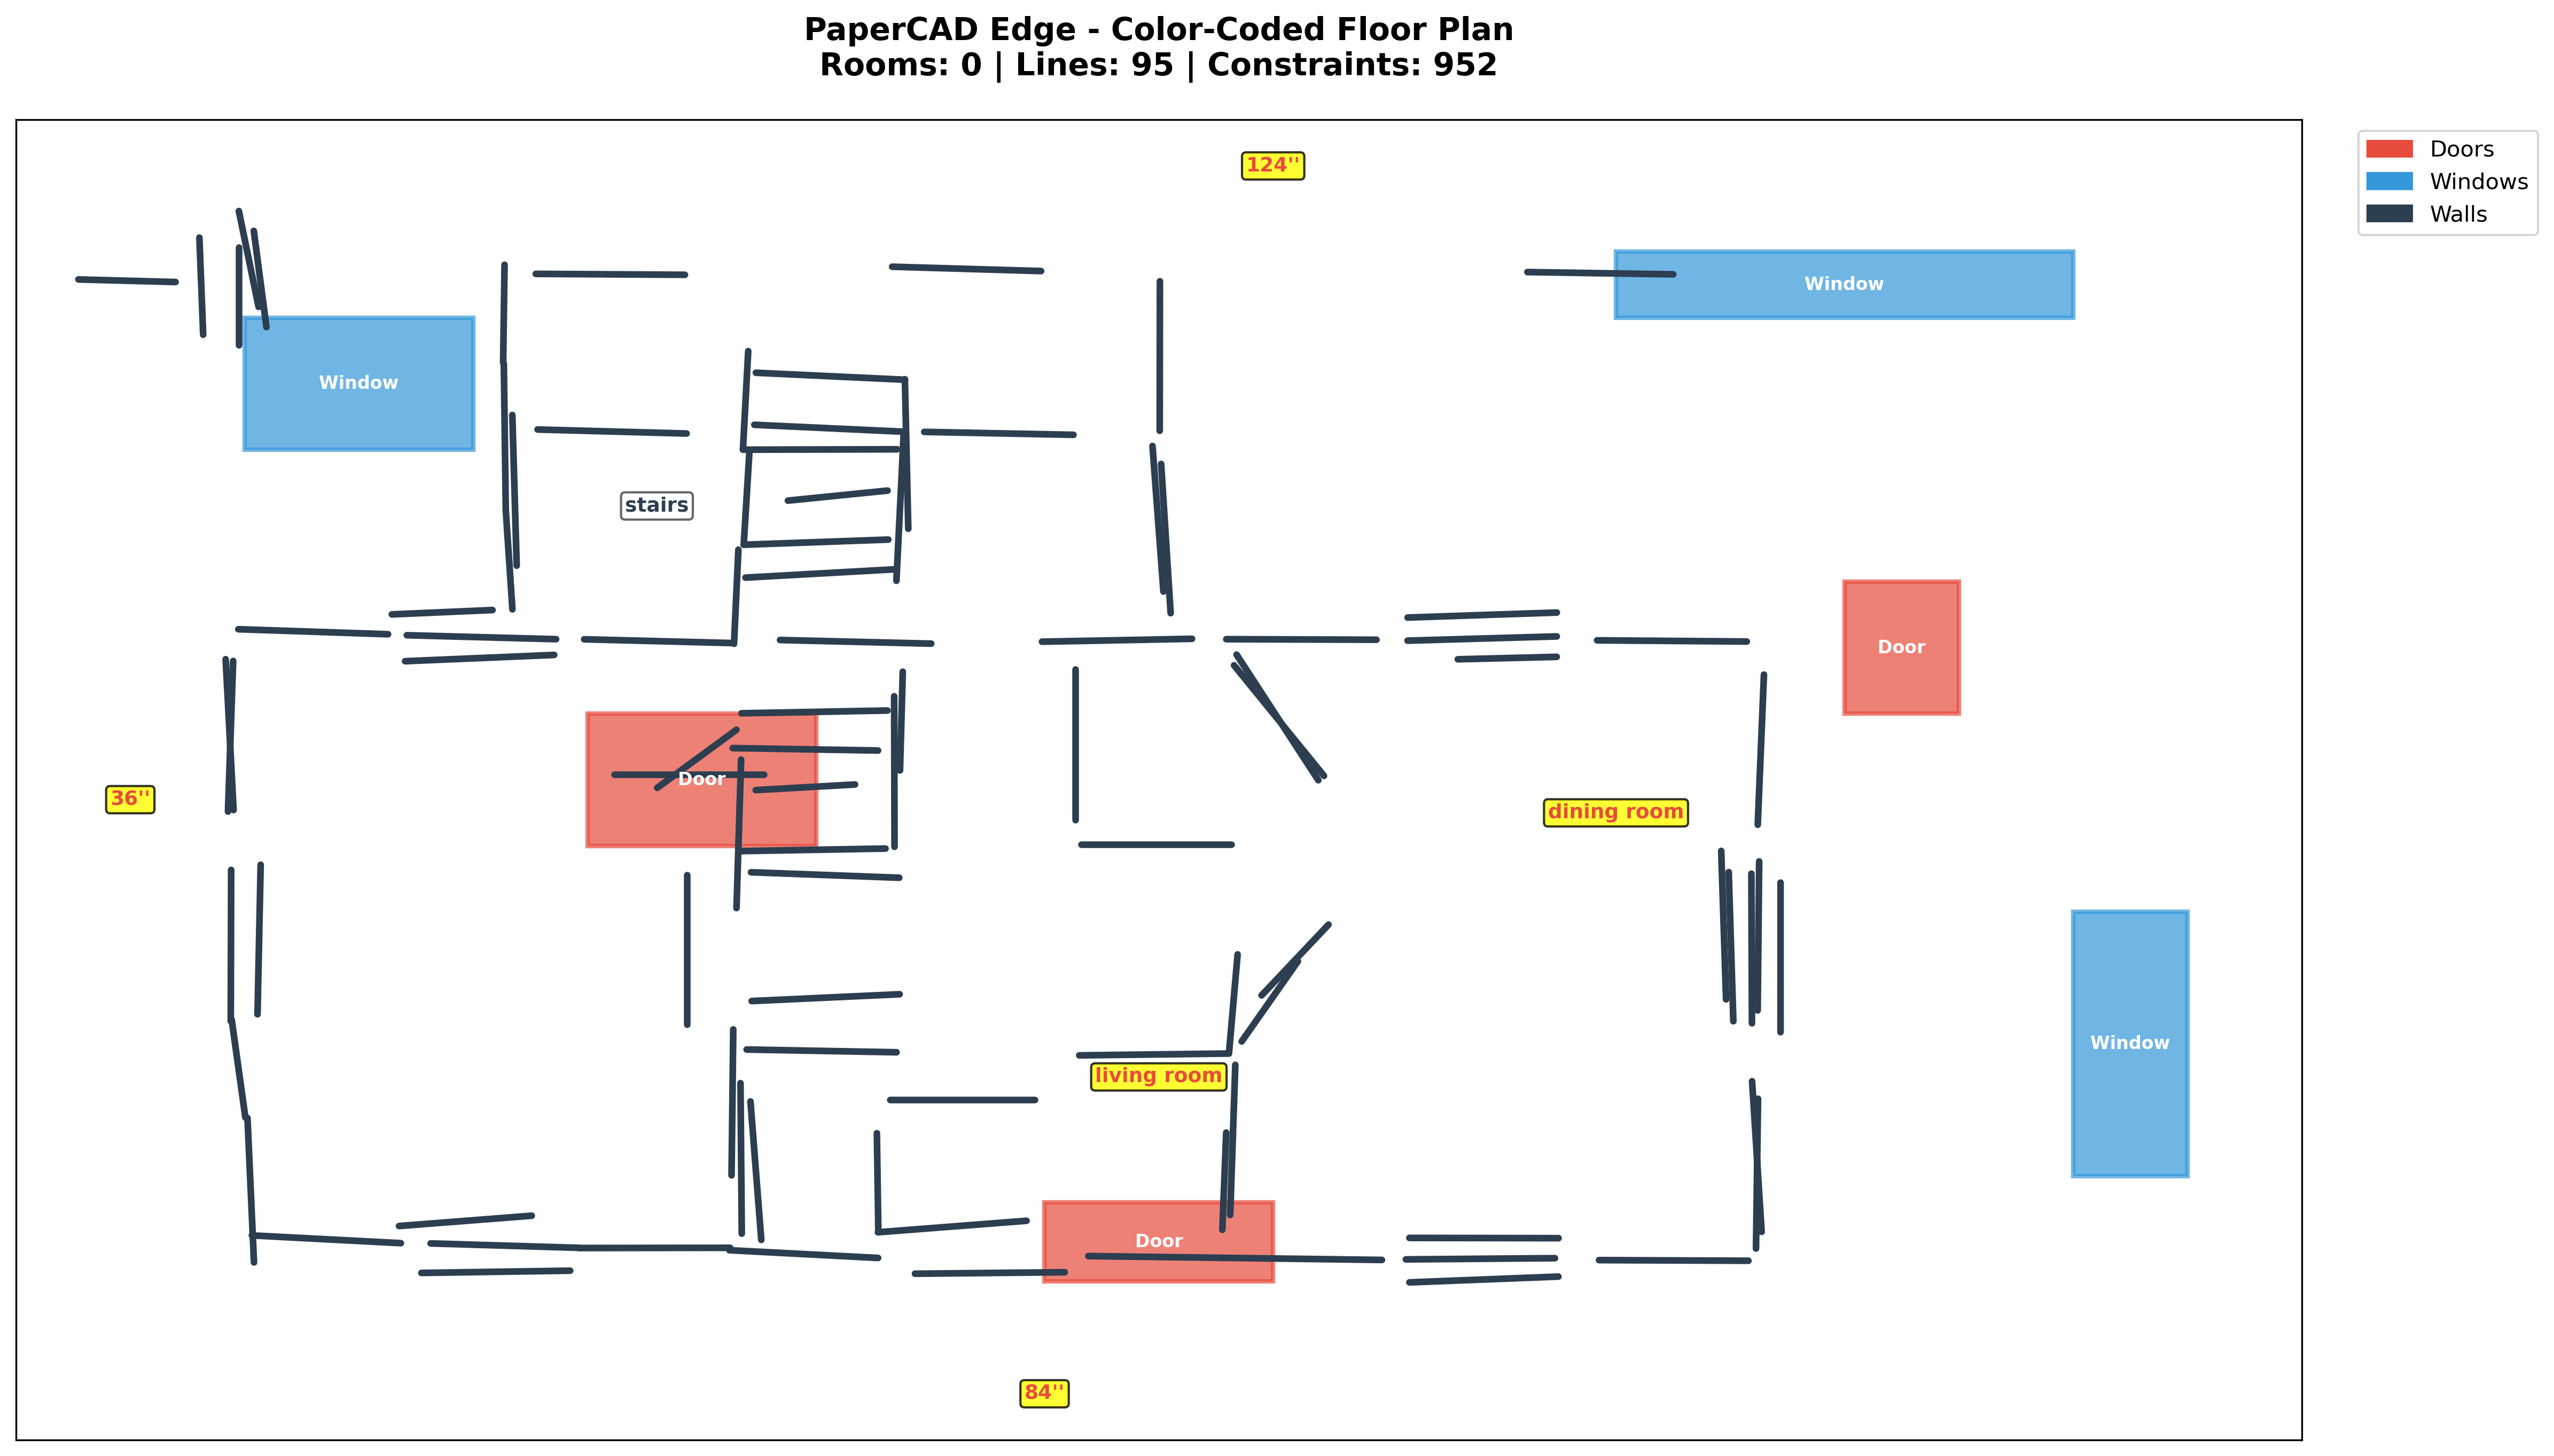 PaperCAD Edge - Color-Coded Floor Plan
Rooms: 0 | Lines: 95 | Constraints: 952
Doors
Windows
Walls
124''
Window
Window
stairs
Door
Door
36''
dining room
Window
living room
Door
84''